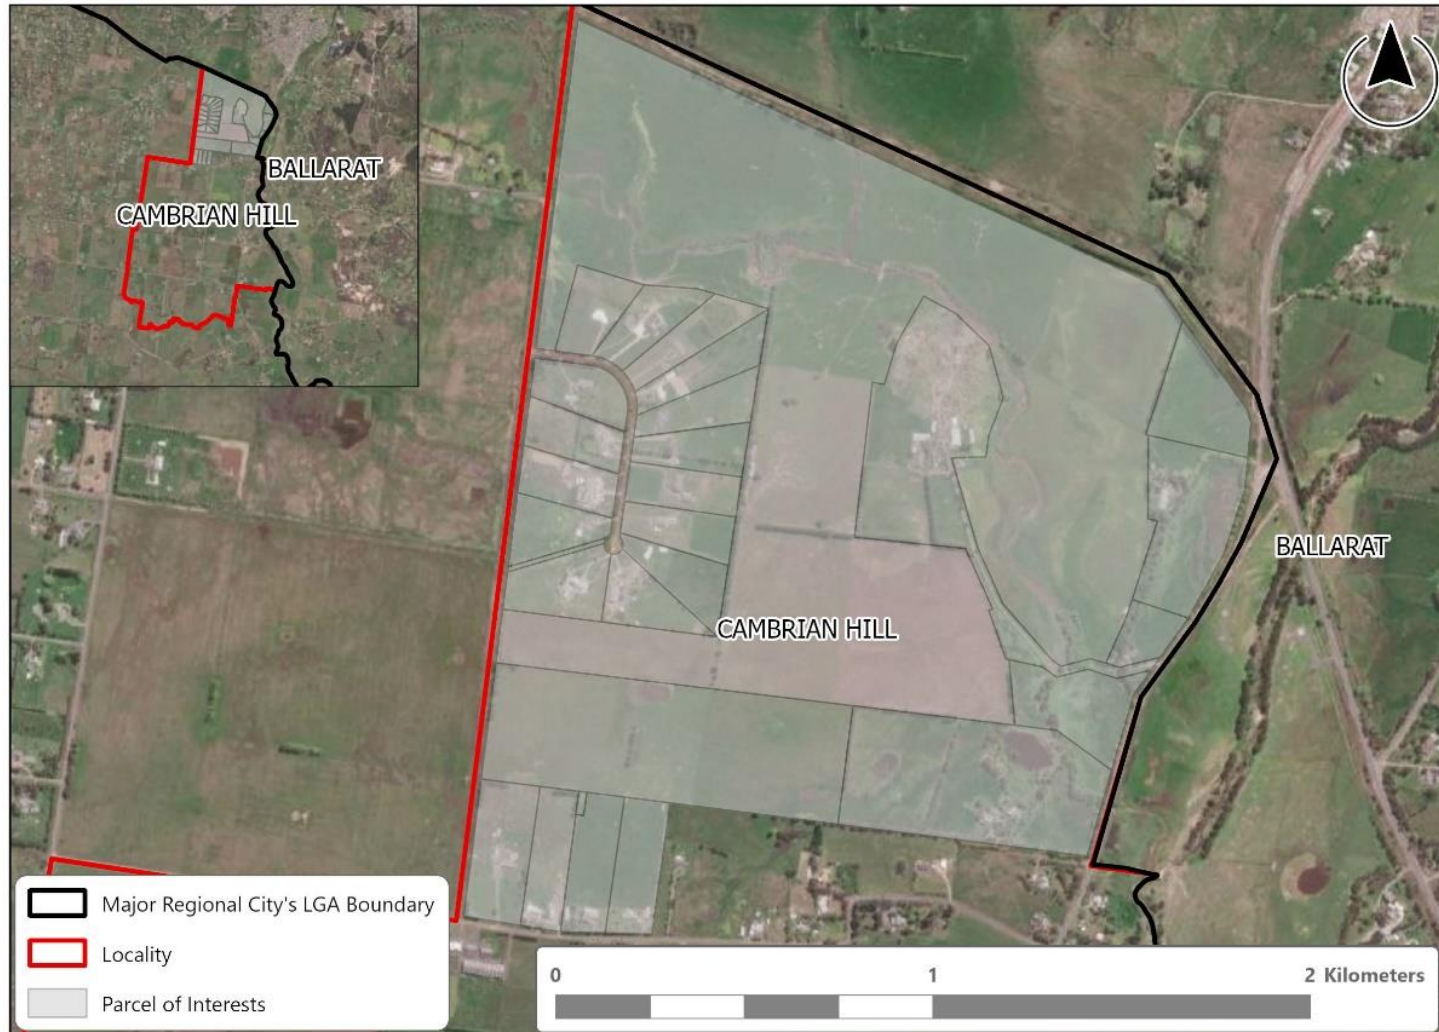 BALLARAT
CAMBRIAN HILL
BALLARAT
CAMBRIAN HILL
Major Regional City's LGA Boundary
Locality
Parcel of Interests
0 1 2 Kilometers